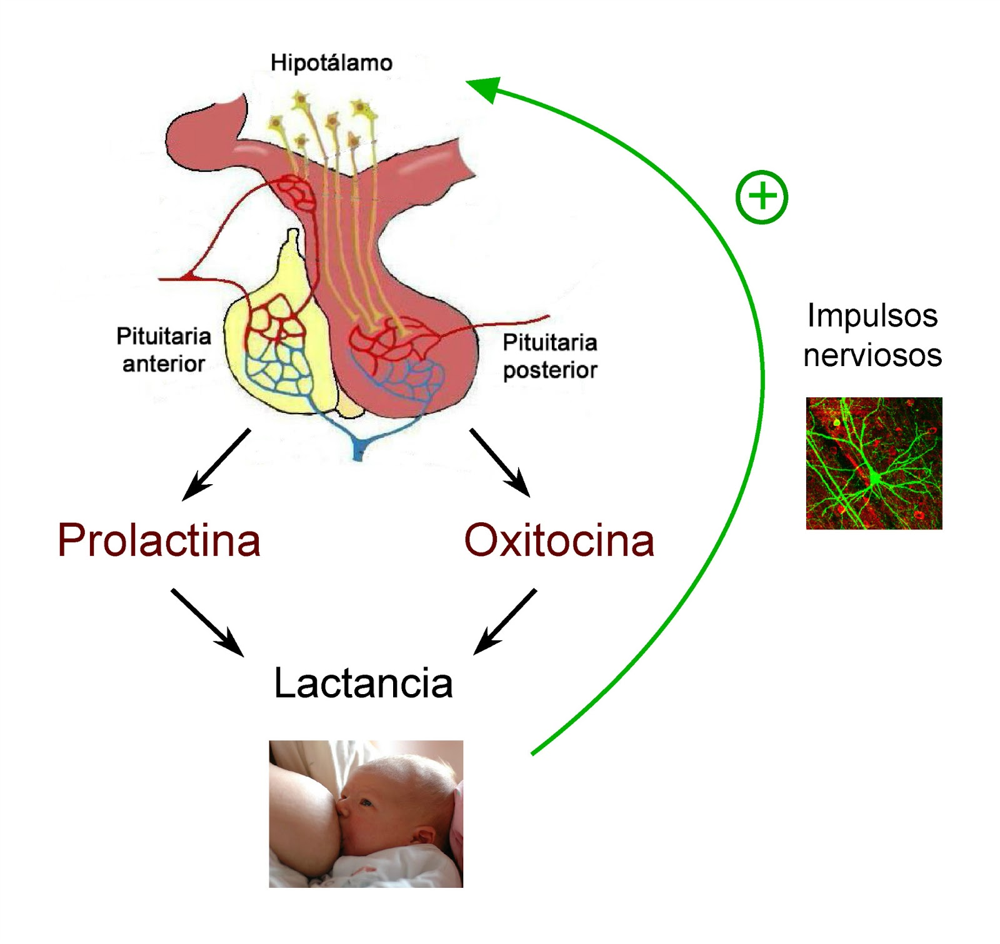 Hipotálamo
+
Impulsos
nerviosos
Pituitaria
anterior
Pituitaria
posterior
Prolactina
Oxitocina
Lactancia